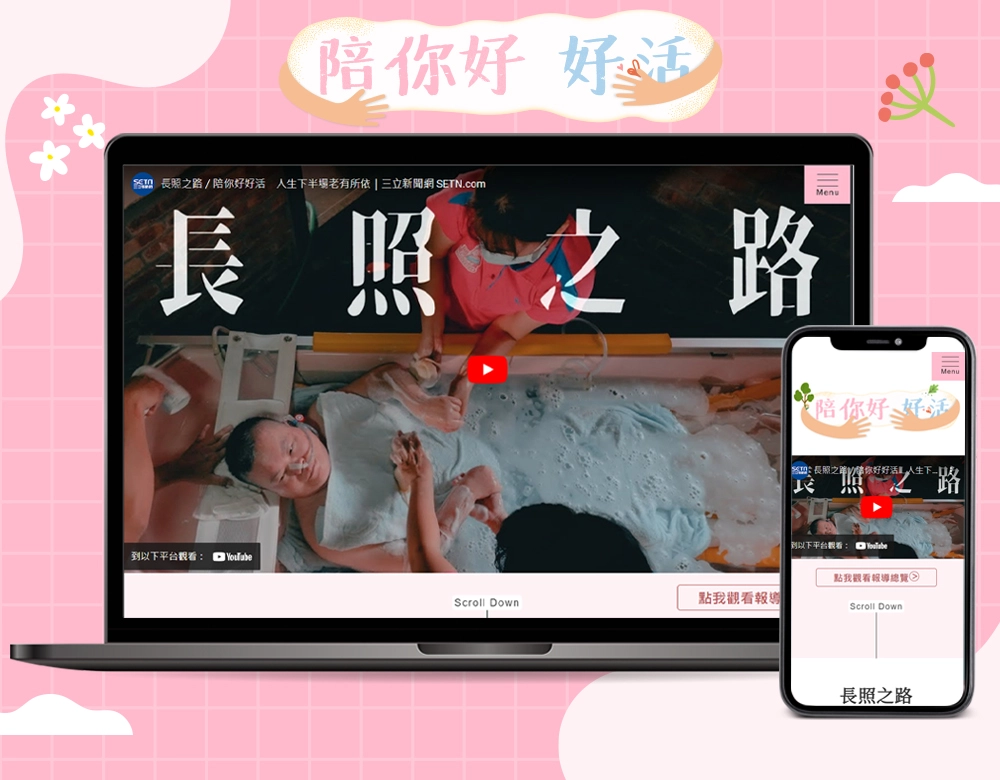 陪你好 好活
SETN 長照之路 / 陪你好好活 人生下半場老有所依 | 三立新聞網 SETN.com
Menu
長照之路
到以下平台觀看： YouTube
Scroll Down
點我觀看報導
Menu
陪你好 好活
SETN 長照之路 / 陪你好好活 人生下...
長照之路
到以下平台觀看： YouTube
點我觀看報導總覽
Scroll Down
長照之路